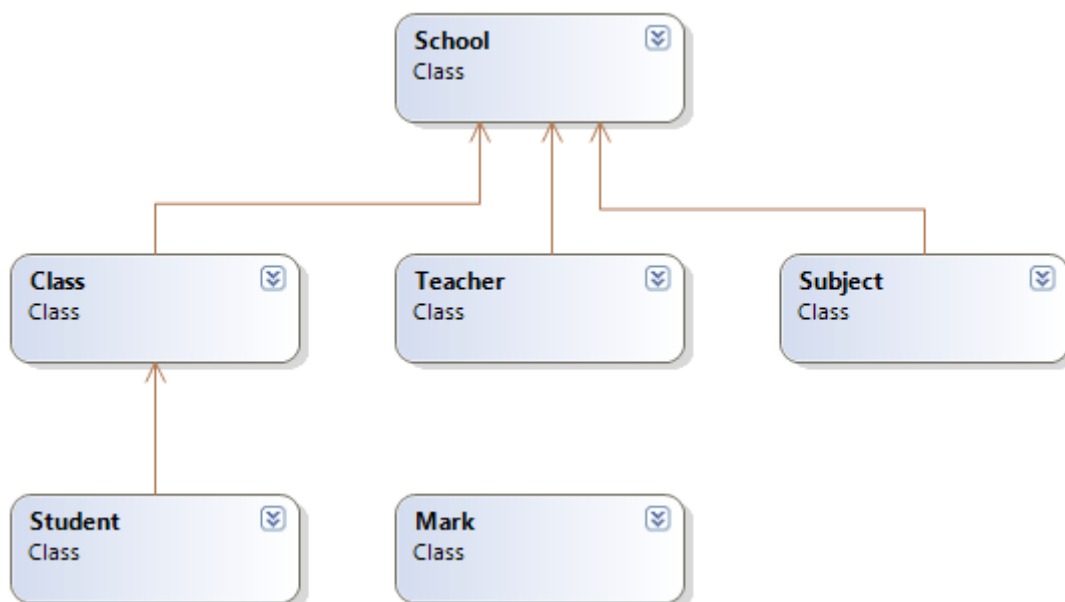 School
Class
Class
Class
Teacher
Class
Subject
Class
Student
Class
Mark
Class